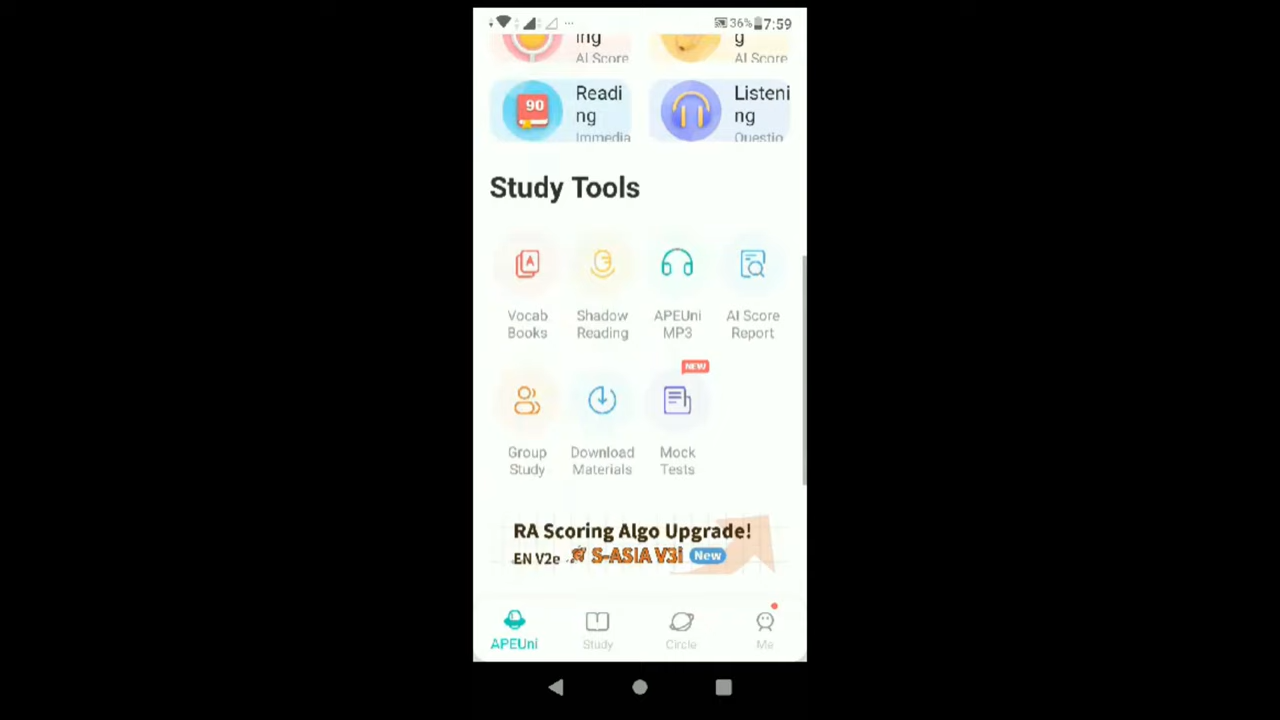 36% 7:59
ing
g
AI Score
AI Score
90
Readi
ng
Immedia
Listeni
ng
Questio
Study Tools
A
Vocab
Books
Shadow
Reading
APEUni
MP3
AI Score
Report
NEW
Group
Study
Download
Materials
Mock
Tests
RA Scoring Algo Upgrade!
EN V2e S-ASIA V3i New
APEUni
Study
Circle
Me